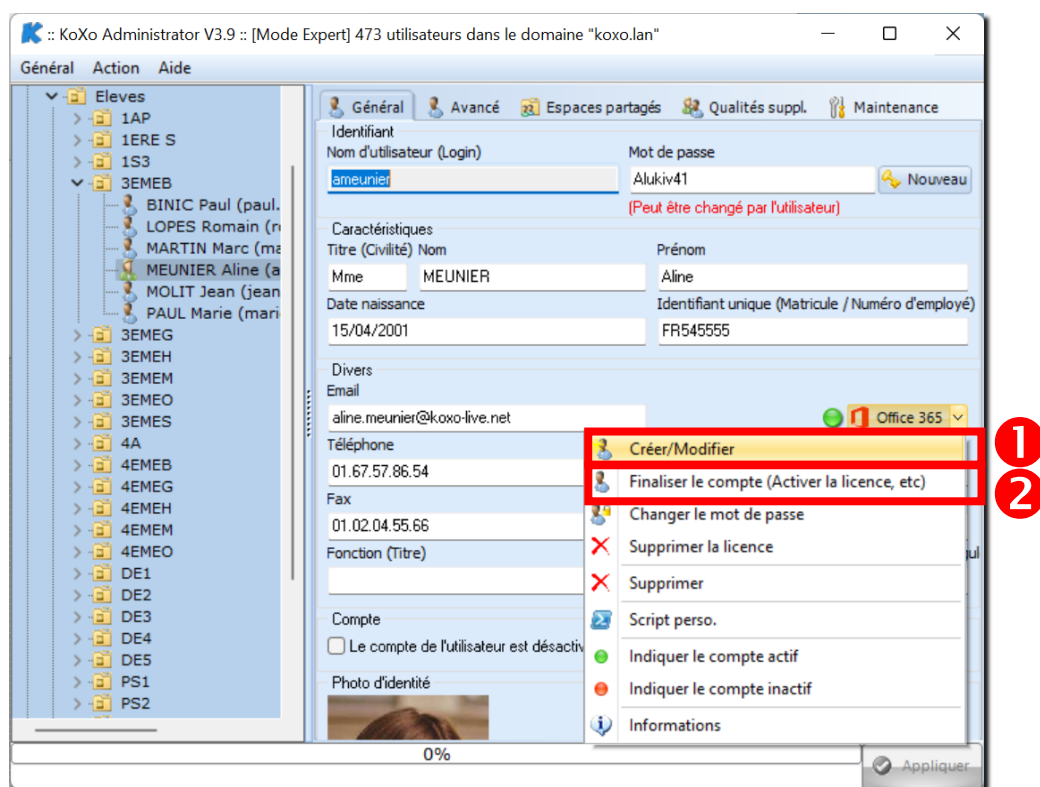 :: KoXo Administrator V3.9 :: [Mode Expert] 473 utilisateurs dans le domaine "koxo.lan"
Général Action Aide
Eleves
1AP
1ERE S
1S3
3EMEB
BINIC Paul (paul.
LOPES Romain (r
MARTIN Marc (ma
MEUNIER Aline (a
MOLIT Jean (jean
PAUL Marie (mari
3EMEG
3EMEH
3EMEM
3EMEO
3EMES
4A
4EMEB
4EMEG
4EMEH
4EMEM
4EMEO
DE1
DE2
DE3
DE4
DE5
PS1
PS2
Général Avancé Espaces partagés Qualités suppl. Maintenance
Identifiant
Nom d'utilisateur (Login) Mot de passe
ameunier Alukiv41 Nouveau
(Peut être changé par l'utilisateur)
Caractéristiques
Titre (Civilité) Nom Prénom
Mme MEUNIER Aline
Date naissance Identifiant unique (Matricule / Numéro d'employé)
15/04/2001 FR545555
Divers
Email
aline.meunier@koxo-live.net Office 365
Téléphone
01.67.57.86.54
Fax
01.02.04.55.66
Fonction (Titre)
Compte
Le compte de l'utilisateur est désactiv
Photo d'identité
Créer/Modifier 1
Finaliser le compte (Activer la licence, etc) 2
Changer le mot de passe
Supprimer la licence
Supprimer
Script perso.
Indiquer le compte actif
Indiquer le compte inactif
Informations
0%
Appliquer